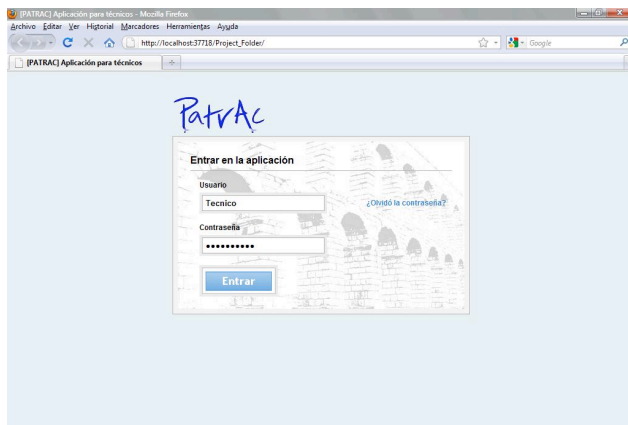 [PATRAC] Aplicación para técnicos - Mozilla Firefox
Archivo Editar Ver Historial Marcadores Herramientas Ayuda
http://localhost:37718/Project_Folder/
Google
[PATRAC] Aplicación para técnicos
PatrAc
Entrar en la aplicación
Usuario
Tecnico
¿Olvidó la contraseña?
Contraseña
••••••••••
Entrar